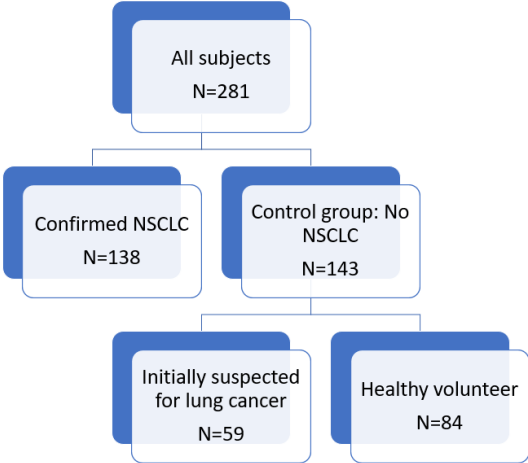 All subjects
N=281
Confirmed NSCLC
N=138
Control group: No
NSCLC
N=143
Initially suspected
for lung cancer
N=59
Healthy volunteer
N=84